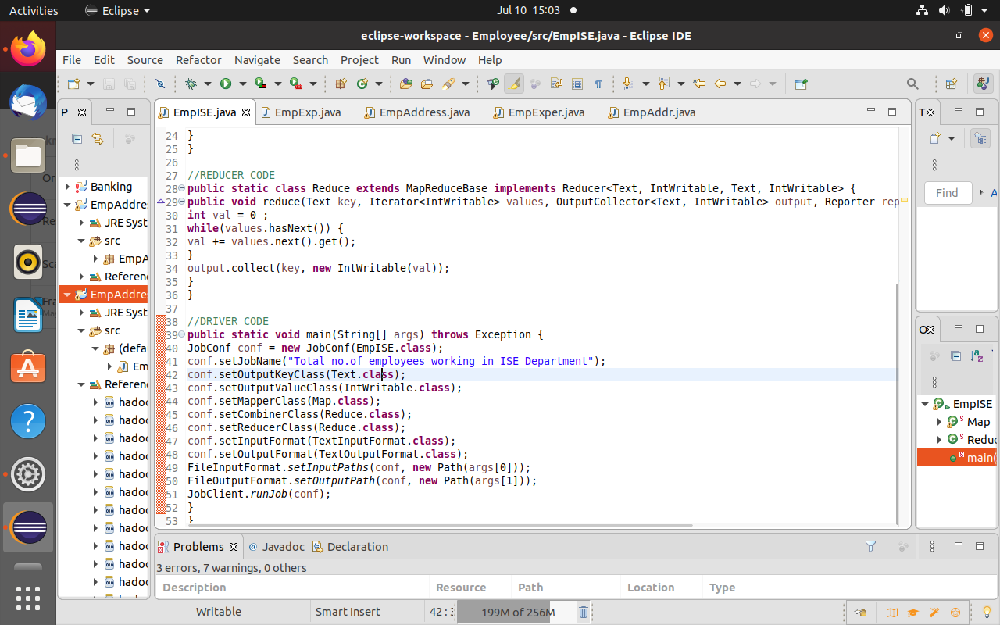 Activities
Eclipse
Jul 10 15:03
eclipse-workspace - Employee/src/EmpISE.java - Eclipse IDE
File Edit Source Refactor Navigate Search Project Run Window Help
P
EmpISE.java
EmpExp.java
EmpAddress.java
EmpExper.java
EmpAddr.java
Banking
EmpAddre
JRE Syst
src
EmpA
Referenc
EmpAddres
JRE Syst
src
(defau
Em
Referenc
hadoo
hadoo
hadoo
hadoo
hadoo
hadoo
hadoo
hadoo
hadoo
hadoo
hadoo
24 }
25 }
26
27 //REDUCER CODE
28 public static class Reduce extends MapReduceBase implements Reducer<Text, IntWritable, Text, IntWritable> {
29 public void reduce(Text key, Iterator<IntWritable> values, OutputCollector<Text, IntWritable> output, Reporter rep
30 int val = 0 ;
31 while(values.hasNext()) {
32 val += values.next().get();
33 }
34 output.collect(key, new IntWritable(val));
35 }
36 }
37
38 //DRIVER CODE
39 public static void main(String[] args) throws Exception {
40 JobConf conf = new JobConf(EmpISE.class);
41 conf.setJobName("Total no.of employees working in ISE Department");
42 conf.setOutputKeyClass(Text.class);
43 conf.setOutputValueClass(IntWritable.class);
44 conf.setMapperClass(Map.class);
45 conf.setCombinerClass(Reduce.class);
46 conf.setReducerClass(Reduce.class);
47 conf.setInputFormat(TextInputFormat.class);
48 conf.setOutputFormat(TextOutputFormat.class);
49 FileInputFormat.setInputPaths(conf, new Path(args[0]));
50 FileOutputFormat.setOutputPath(conf, new Path(args[1]));
51 JobClient.runJob(conf);
52 }
53 }
T
Find
A
O
EmpISE
Map
Reduc
main(
Problems
Javadoc
Declaration
3 errors, 7 warnings, 0 others
Description Resource Path Location Type
Writable
Smart Insert
42 : 3
199M of 256M